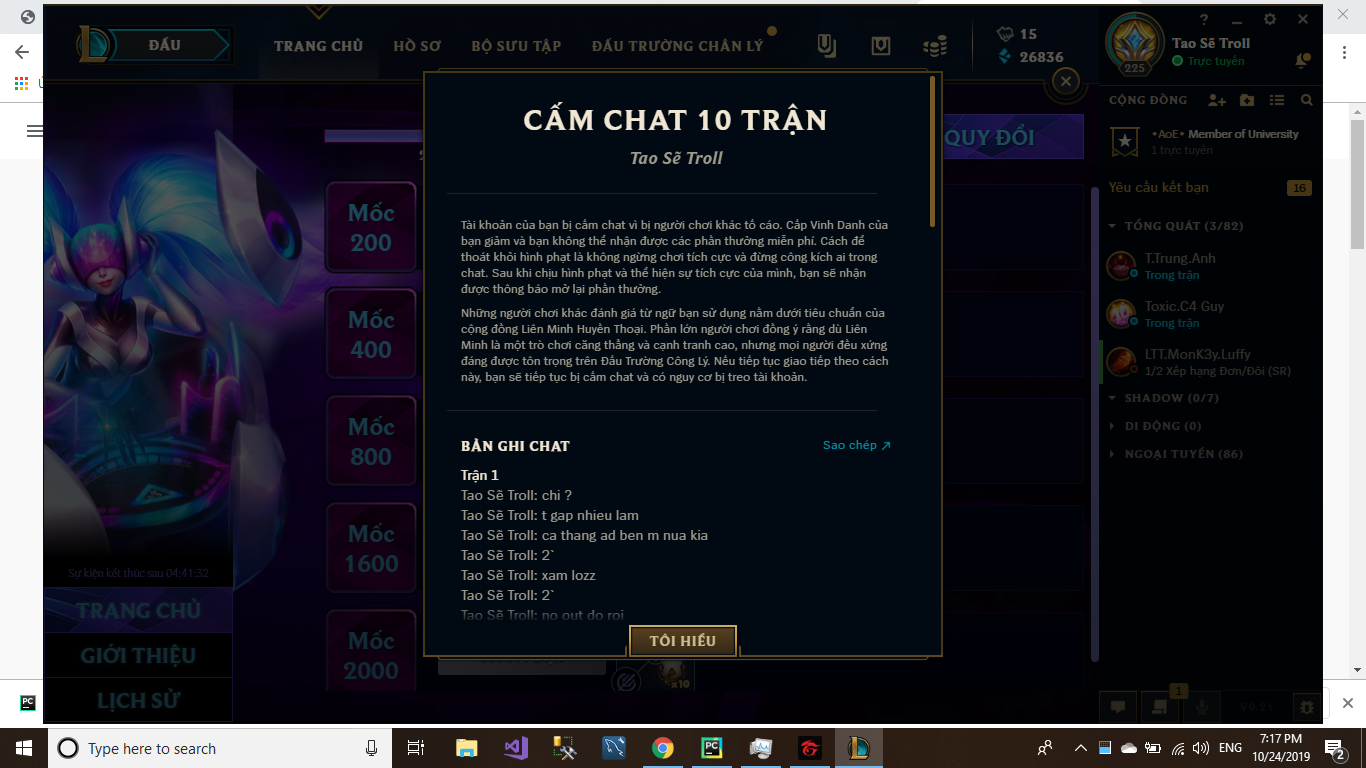 ĐẤU
TRANG CHỦ
HỒ SƠ
BỘ SƯU TẬP
ĐẤU TRƯỜNG CHÂN LÝ
15
26836
225
Tao Sẽ Troll
Trực tuyến
CỘNG ĐỒNG
•AoE• Member of University
1 trực tuyến
Yêu cầu kết bạn
16
TỔNG QUÁT (3/82)
T.Trung.Anh
Trong trận
Toxic.C4 Guy
Trong trận
LTT.MonK3y.Luffy
1/2 Xếp hạng Đơn/Đôi (SR)
SHADOW (0/7)
DI ĐỘNG (0)
NGOẠI TUYẾN (86)
1
V9.21
QUY ĐỔI
Mốc
200
Mốc
400
Mốc
800
Mốc
1600
Mốc
2000
x10
Sự kiện kết thúc sau 04:41:32
TRANG CHỦ
GIỚI THIỆU
LỊCH SỬ
CẤM CHAT 10 TRẬN
Tao Sẽ Troll
Tài khoản của bạn bị cấm chat vì bị người chơi khác tố cáo. Cấp Vinh Danh của
bạn giảm và bạn không thể nhận được các phần thưởng miễn phí. Cách để
thoát khỏi hình phạt là không ngừng chơi tích cực và đừng công kích ai trong
chat. Sau khi chịu hình phạt và thể hiện sự tích cực của mình, bạn sẽ nhận
được thông báo mở lại phần thưởng.
Những người chơi khác đánh giá từ ngữ bạn sử dụng nằm dưới tiêu chuẩn của
cộng đồng Liên Minh Huyền Thoại. Phần lớn người chơi đồng ý rằng dù Liên
Minh là một trò chơi căng thẳng và cạnh tranh cao, nhưng mọi người đều xứng
đáng được tôn trọng trên Đấu Trường Công Lý. Nếu tiếp tục giao tiếp theo cách
này, bạn sẽ tiếp tục bị cấm chat và có nguy cơ bị treo tài khoản.
BẢN GHI CHAT
Sao chép
Trận 1
Tao Sẽ Troll: chi ?
Tao Sẽ Troll: t gap nhieu lam
Tao Sẽ Troll: ca thang ad ben m nua kia
Tao Sẽ Troll: 2`
Tao Sẽ Troll: xam lozz
Tao Sẽ Troll: 2`
Tao Sẽ Troll: no out do roi
TÔI HIỂU
PC
Type here to search
PC
ENG
7:17 PM
10/24/2019
2